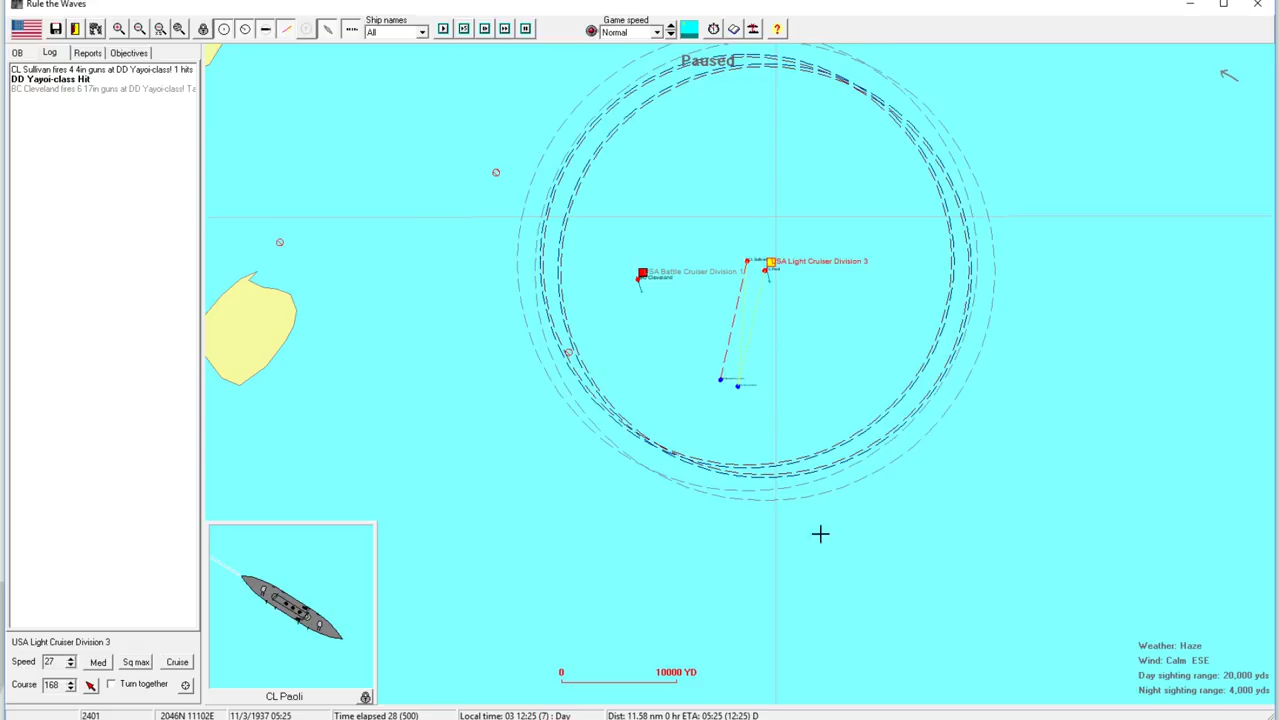 Rule the Waves
Ship names
All
Game speed
Normal
OB
Log
Reports
Objectives
CL Sullivan fires 4 4in guns at DD Yayoi-class! 1 hits
DD Yayoi-class Hit
BC Cleveland fires 6 17in guns at DD Yayoi-class! Ta
Paused
USA Battle Cruiser Division 1
Cleveland
USA Light Cruiser Division 3
USA Light Cruiser Division 3
Speed 27 Med Sq max Cruise
Course 168 Turn together
CL Paoli
0 10000 YD
Weather: Haze
Wind: Calm ESE
Day sighting range: 20,000 yds
Night sighting range: 4,000 yds
2401 2046N 11102E 11/3/1937 05:25 Time elapsed 28 (500) Local time: 03 12:25 (7) : Day Dist: 11.58 nm 0 hr ETA: 05:25 (12:25) D